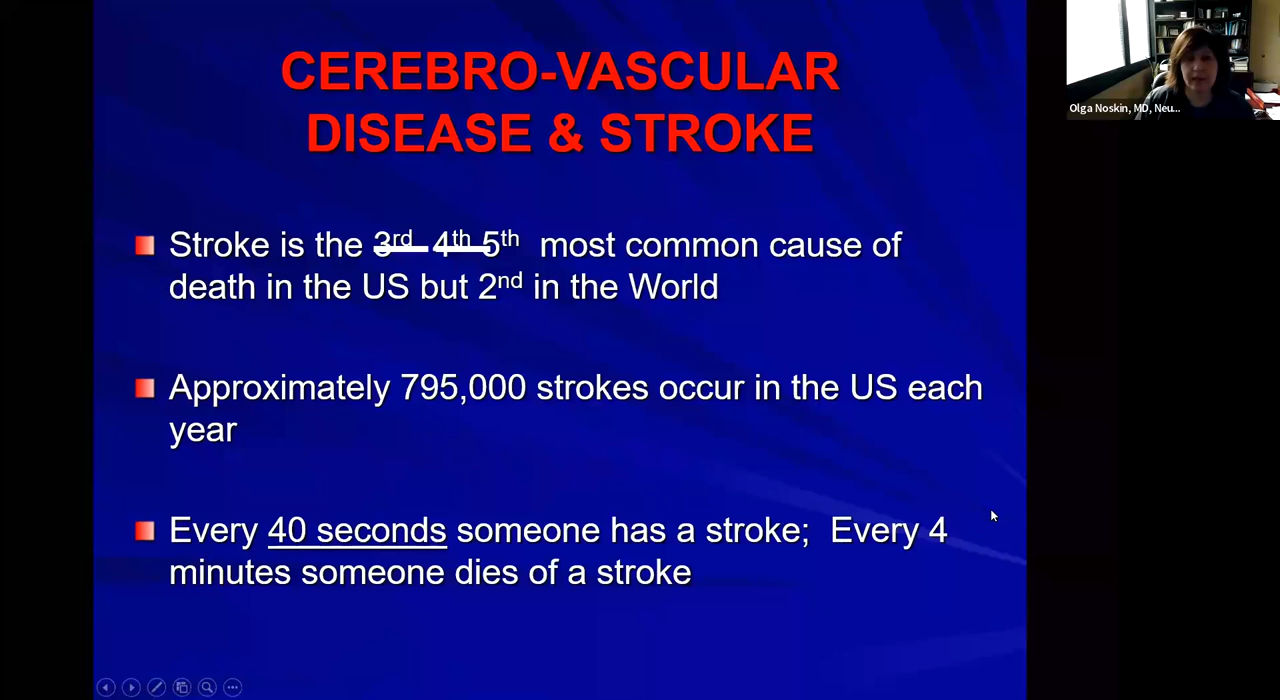 CEREBRO-VASCULAR
DISEASE & STROKE
Stroke is the 3rd 4th 5th most common cause of
death in the US but 2nd in the World
Approximately 795,000 strokes occur in the US each
year
Every 40 seconds someone has a stroke; Every 4
minutes someone dies of a stroke
Olga Noskin, MD, Neu...